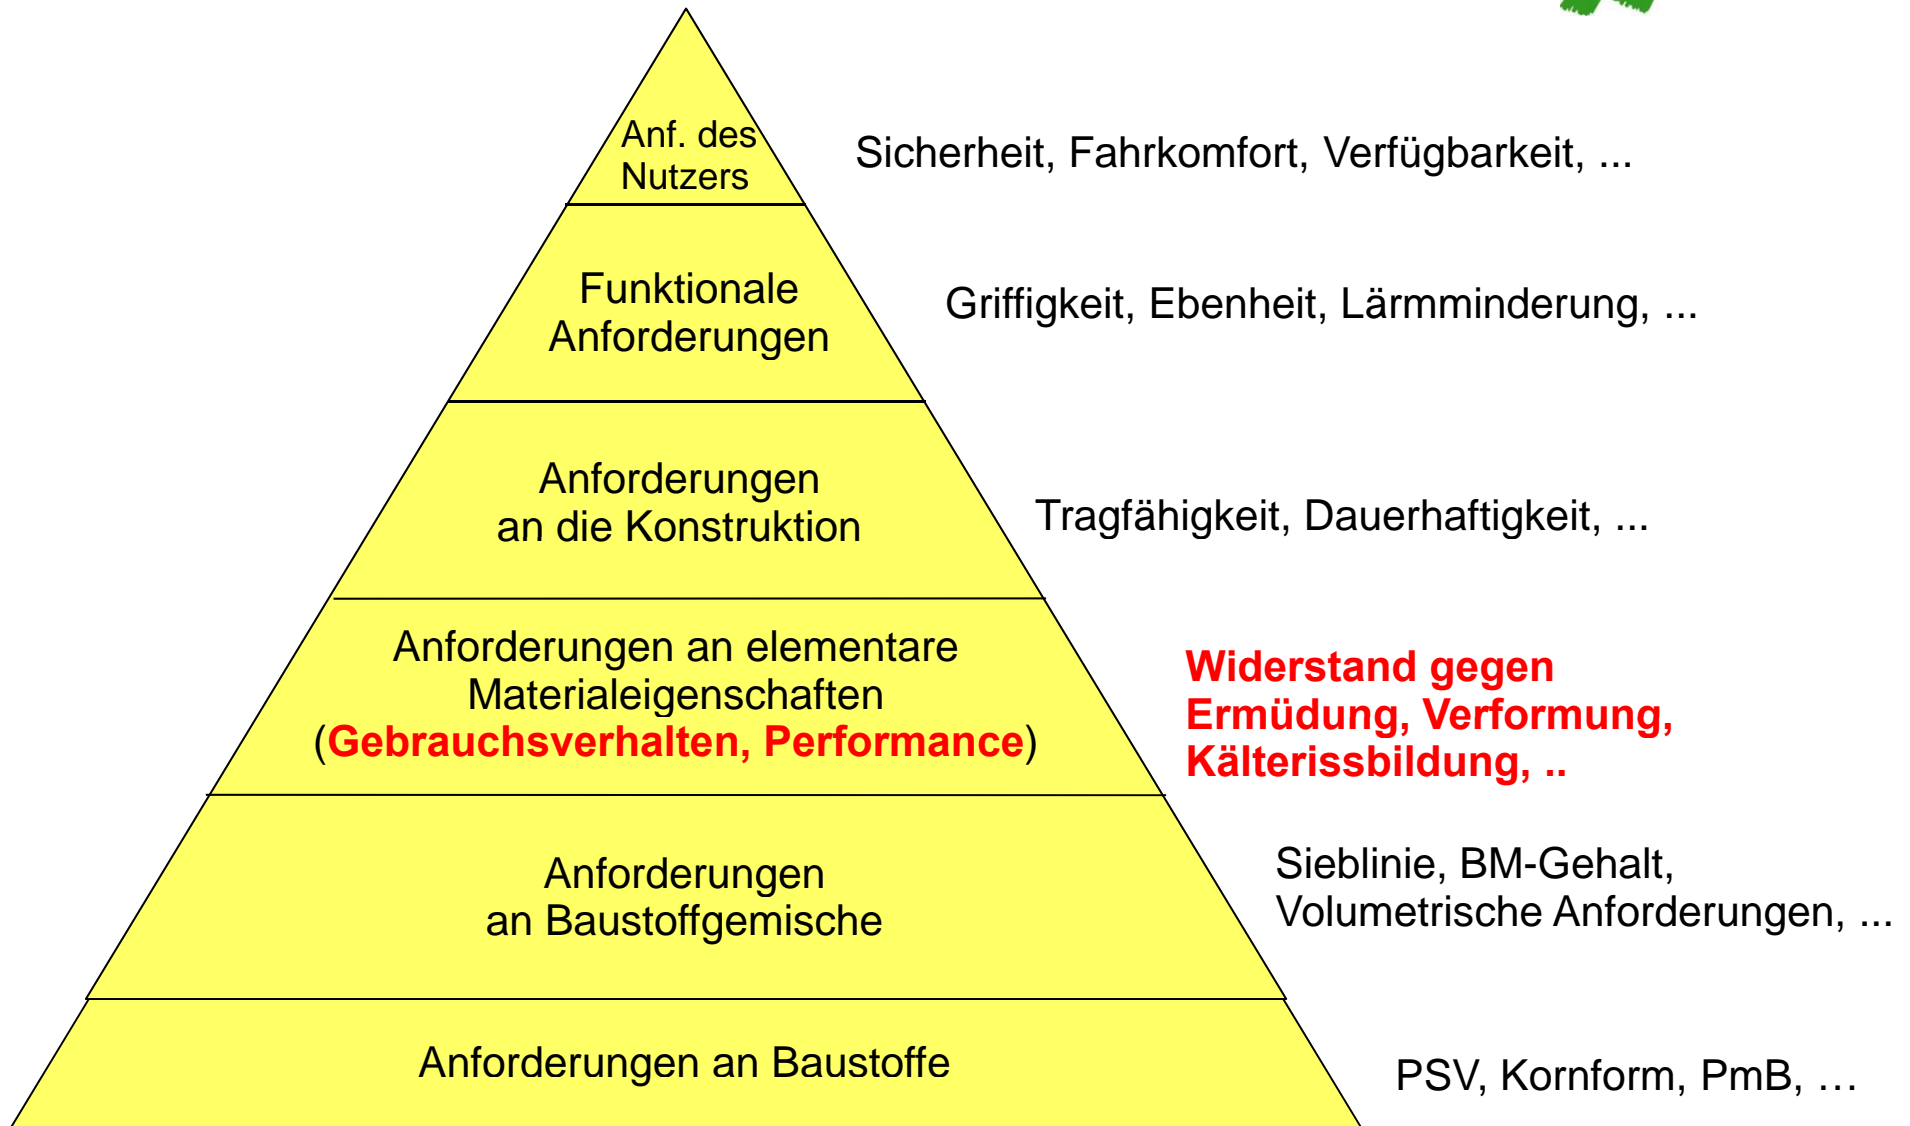 Anf. des
Nutzers
Sicherheit, Fahrkomfort, Verfügbarkeit, ...
Funktionale
Anforderungen
Griffigkeit, Ebenheit, Lärmminderung, ...
Anforderungen
an die Konstruktion
Tragfähigkeit, Dauerhaftigkeit, ...
Anforderungen an elementare
Materialeigenschaften
(Gebrauchsverhalten, Performance)
Widerstand gegen
Ermüdung, Verformung,
Kälterissbildung, ..
Anforderungen
an Baustoffgemische
Sieblinie, BM-Gehalt,
Volumetrische Anforderungen, ...
Anforderungen an Baustoffe
PSV, Kornform, PmB, …